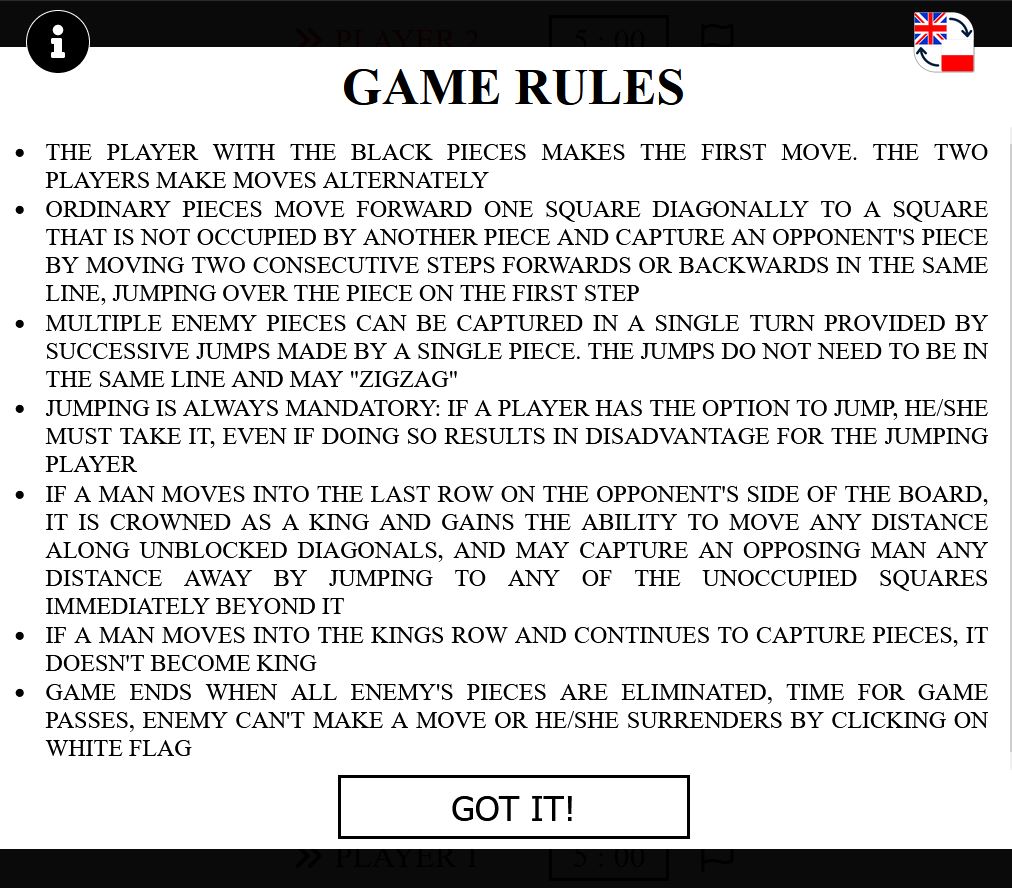 PLAYER 2
5 : 00
GAME RULES
THE PLAYER WITH THE BLACK PIECES MAKES THE FIRST MOVE. THE TWO
PLAYERS MAKE MOVES ALTERNATELY
ORDINARY PIECES MOVE FORWARD ONE SQUARE DIAGONALLY TO A SQUARE
THAT IS NOT OCCUPIED BY ANOTHER PIECE AND CAPTURE AN OPPONENT'S PIECE
BY MOVING TWO CONSECUTIVE STEPS FORWARDS OR BACKWARDS IN THE SAME
LINE, JUMPING OVER THE PIECE ON THE FIRST STEP
MULTIPLE ENEMY PIECES CAN BE CAPTURED IN A SINGLE TURN PROVIDED BY
SUCCESSIVE JUMPS MADE BY A SINGLE PIECE. THE JUMPS DO NOT NEED TO BE IN
THE SAME LINE AND MAY "ZIGZAG"
JUMPING IS ALWAYS MANDATORY: IF A PLAYER HAS THE OPTION TO JUMP, HE/SHE
MUST TAKE IT, EVEN IF DOING SO RESULTS IN DISADVANTAGE FOR THE JUMPING
PLAYER
IF A MAN MOVES INTO THE LAST ROW ON THE OPPONENT'S SIDE OF THE BOARD,
IT IS CROWNED AS A KING AND GAINS THE ABILITY TO MOVE ANY DISTANCE
ALONG UNBLOCKED DIAGONALS, AND MAY CAPTURE AN OPPOSING MAN ANY
DISTANCE AWAY BY JUMPING TO ANY OF THE UNOCCUPIED SQUARES
IMMEDIATELY BEYOND IT
IF A MAN MOVES INTO THE KINGS ROW AND CONTINUES TO CAPTURE PIECES, IT
DOESN'T BECOME KING
GAME ENDS WHEN ALL ENEMY'S PIECES ARE ELIMINATED, TIME FOR GAME
PASSES, ENEMY CAN'T MAKE A MOVE OR HE/SHE SURRENDERS BY CLICKING ON
WHITE FLAG
GOT IT!
PLAYER 1
5 : 00